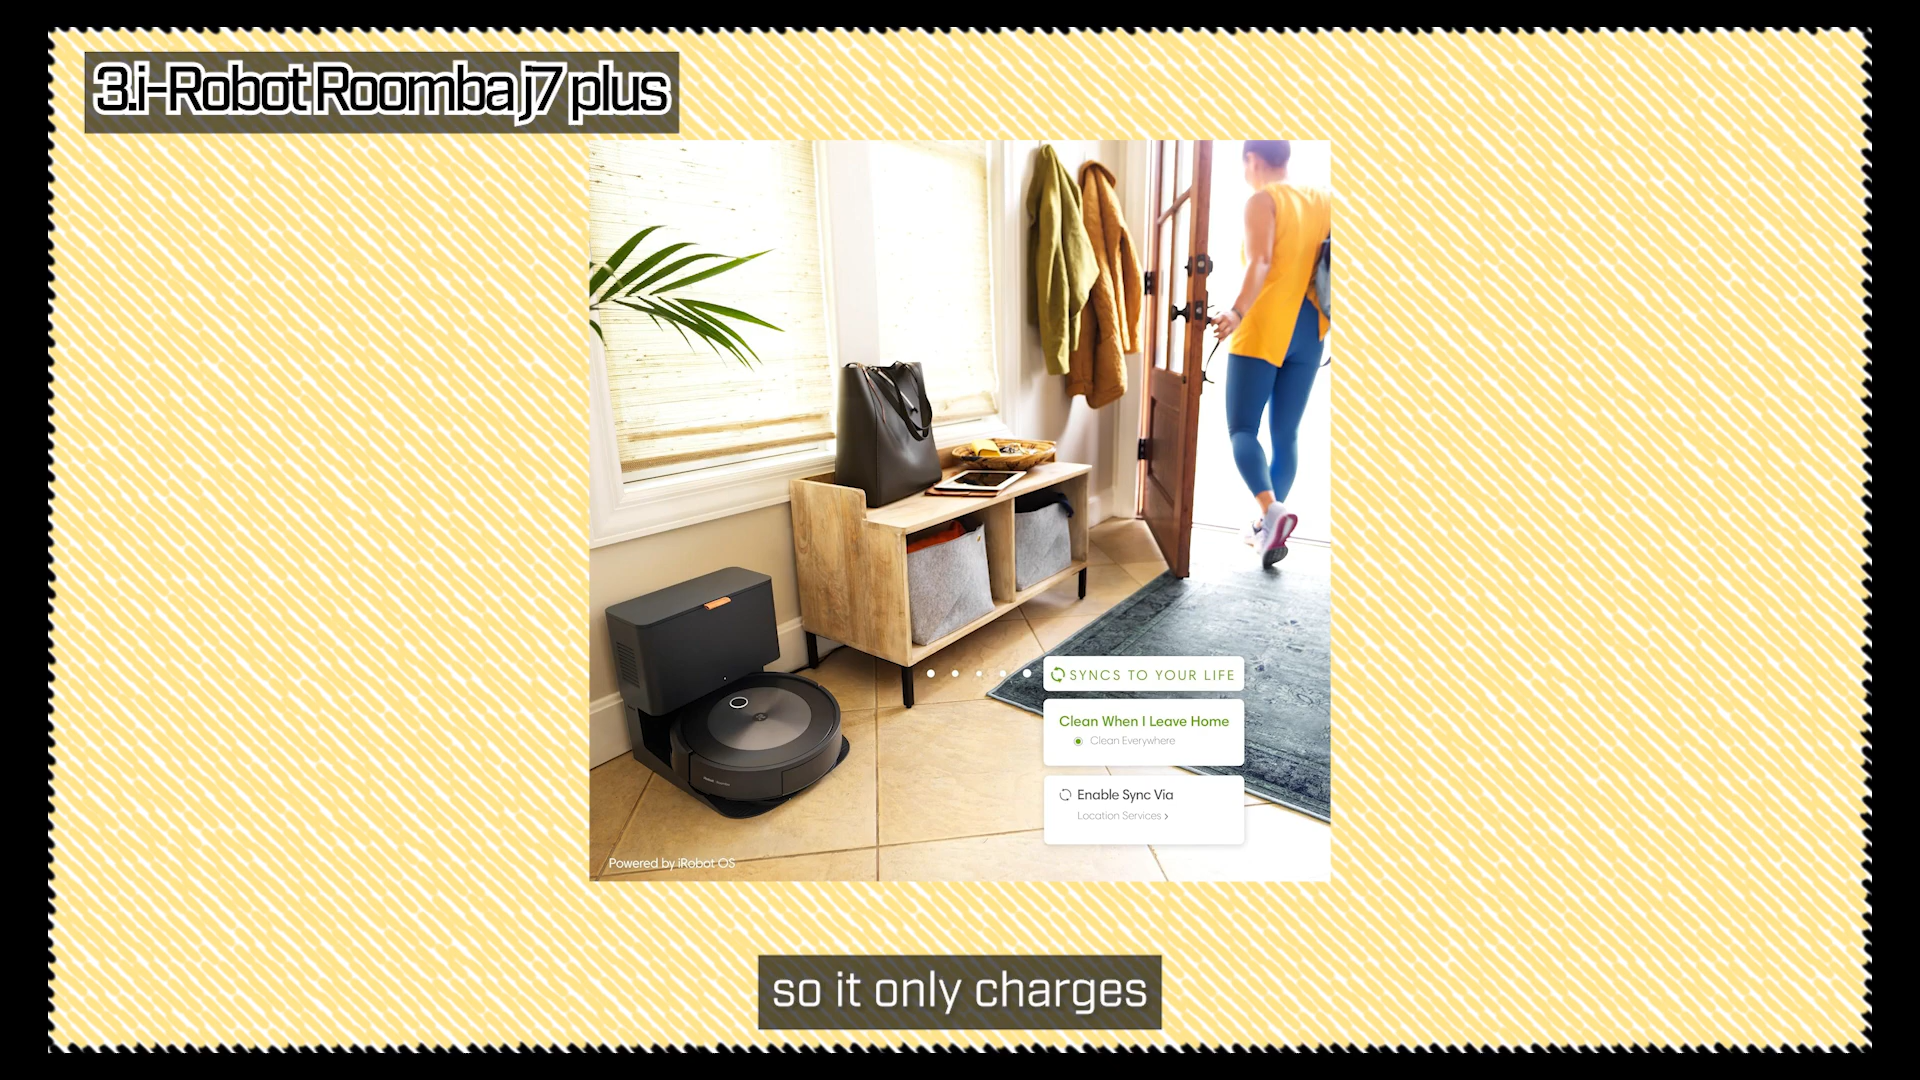 3.i-Robot Roomba j7 plus
SYNCS TO YOUR LIFE
Clean When I Leave Home
Clean Everywhere
Enable Sync Via
Location Services >
Powered by iRobot OS
so it only charges